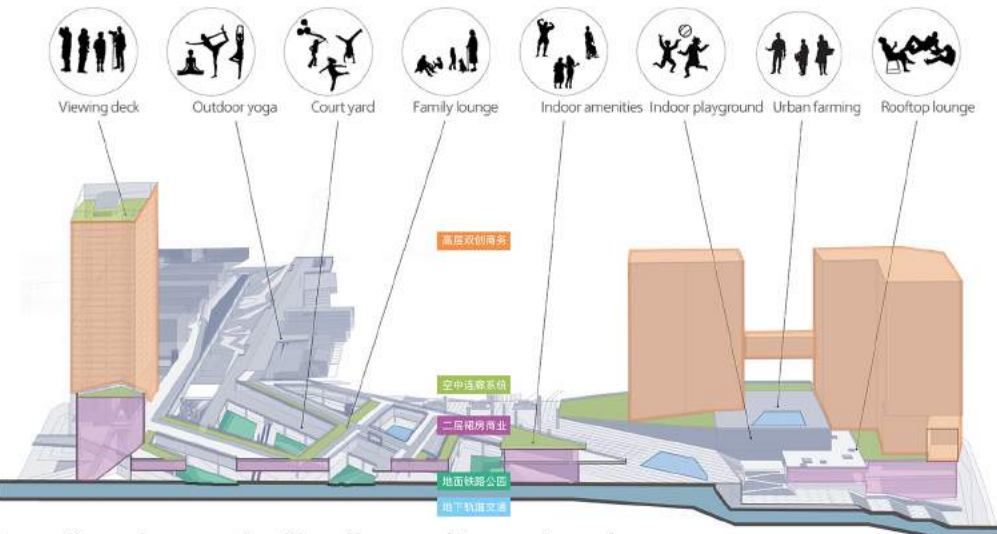 Viewing deck
Outdoor yoga
Court yard
Family lounge
Indoor amenities
Indoor playground
Urban farming
Rooftop lounge
高层双创商务
空中连廊系统
二层裙房商业
地面铁路公园
地下轨道交通